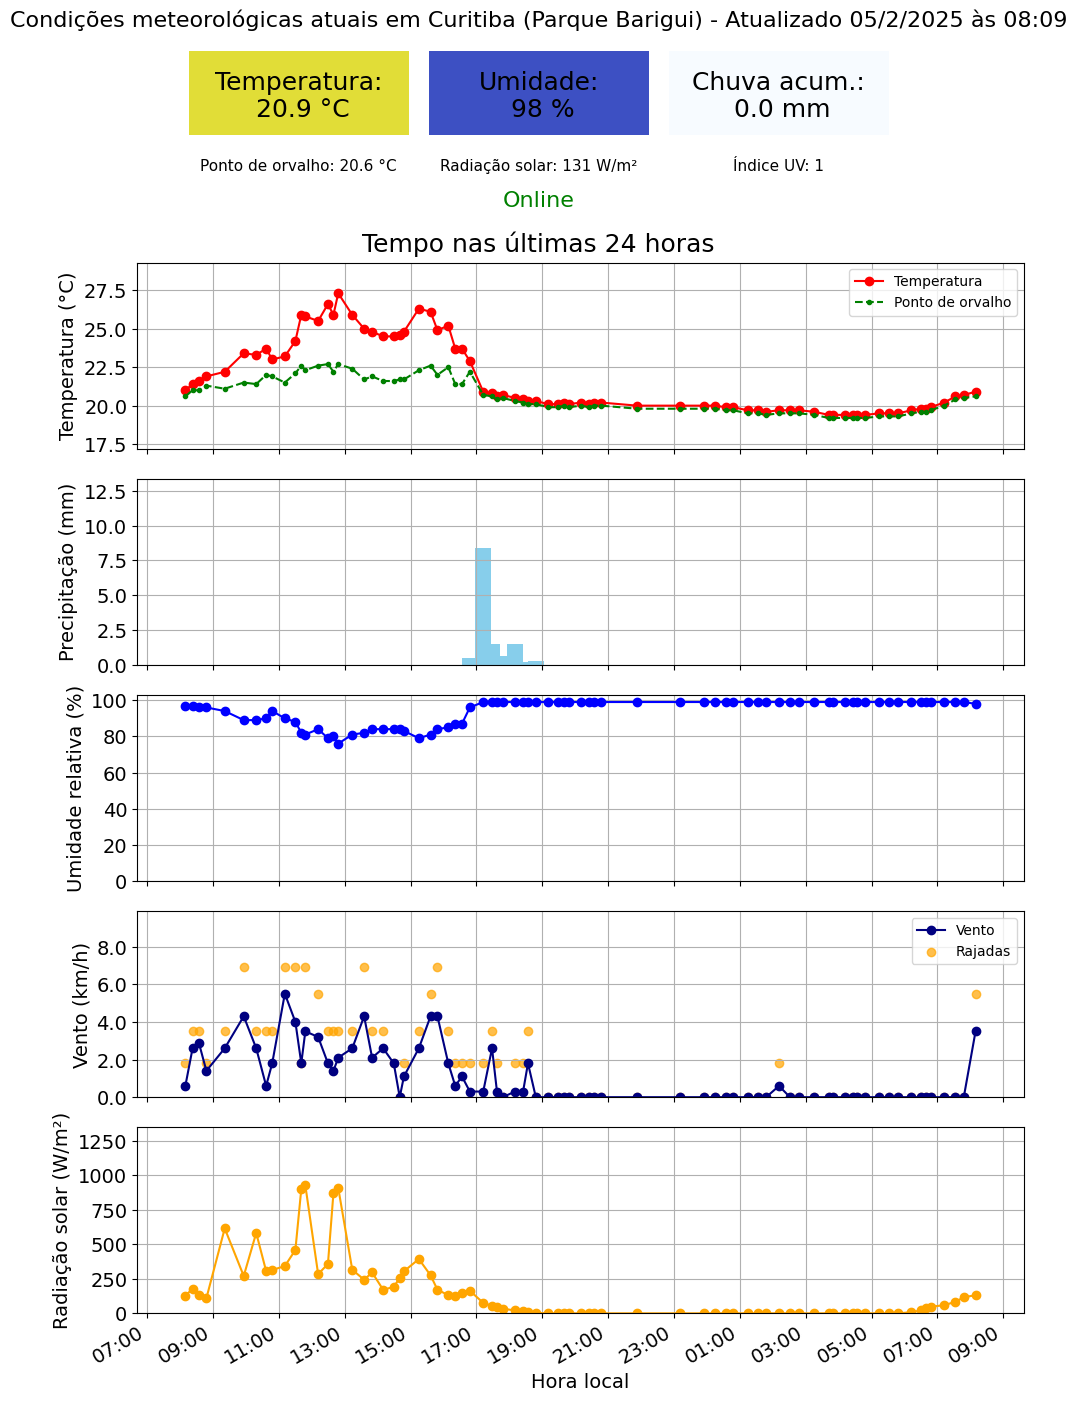 Condições meteorológicas atuais em Curitiba (Parque Barigui) - Atualizado 05/2/2025 às 08:09
Temperatura:
20.9 °C
Umidade:
98 %
Chuva acum.:
0.0 mm
Ponto de orvalho: 20.6 °C
Radiação solar: 131 W/m²
Índice UV: 1
Online
Tempo nas últimas 24 horas
Temperatura (°C)
27.5
25.0
22.5
20.0
17.5
Temperatura
Ponto de orvalho
Precipitação (mm)
12.5
10.0
7.5
5.0
2.5
0.0
Umidade relativa (%)
100
80
60
40
20
0
Vento (km/h)
8.0
6.0
4.0
2.0
0.0
Vento
Rajadas
Radiação solar (W/m²)
1250
1000
750
500
250
0
07:00
09:00
11:00
13:00
15:00
17:00
19:00
21:00
23:00
01:00
03:00
05:00
07:00
09:00
Hora local